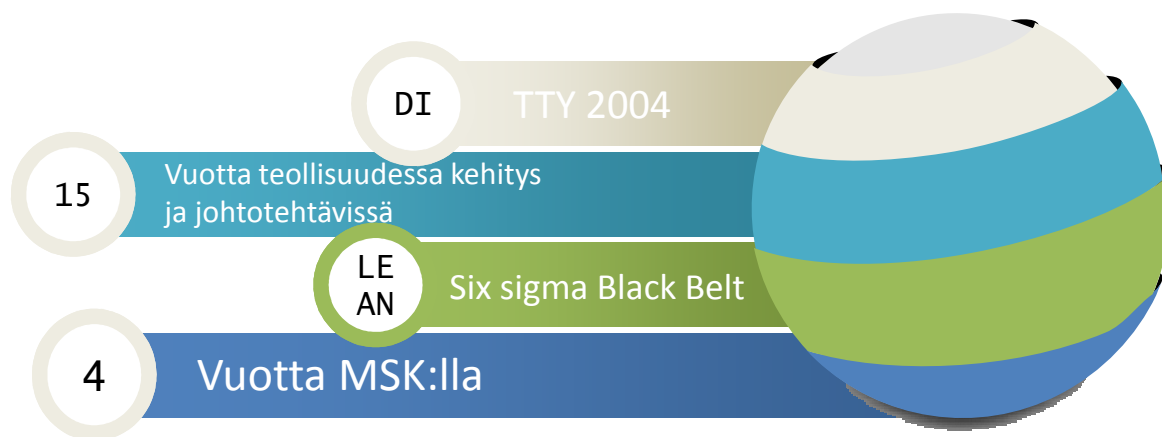 DI
TTY 2004
15
Vuotta teollisuudessa kehitys
ja johtotehtävissä
LE
AN
Six sigma Black Belt
4
Vuotta MSK:lla